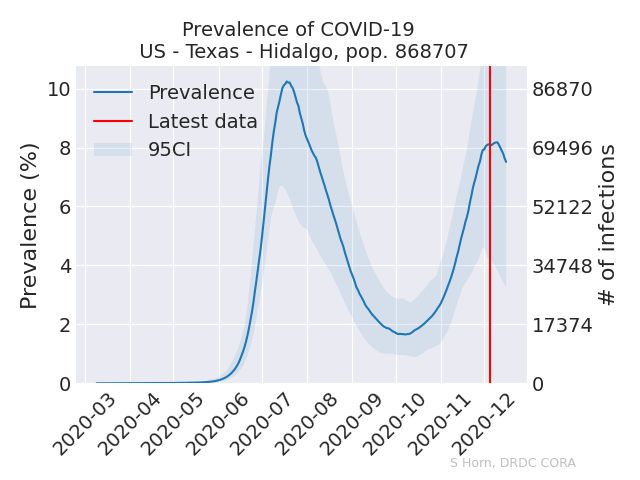 Prevalence of COVID-19
US - Texas - Hidalgo, pop. 868707
Prevalence
Latest data
95CI
Prevalence (%)
10
8
6
4
2
0
86870
69496
52122
34748
17374
0
# of infections
2020-03
2020-04
2020-05
2020-06
2020-07
2020-08
2020-09
2020-10
2020-11
2020-12
S Horn, DRDC CORA